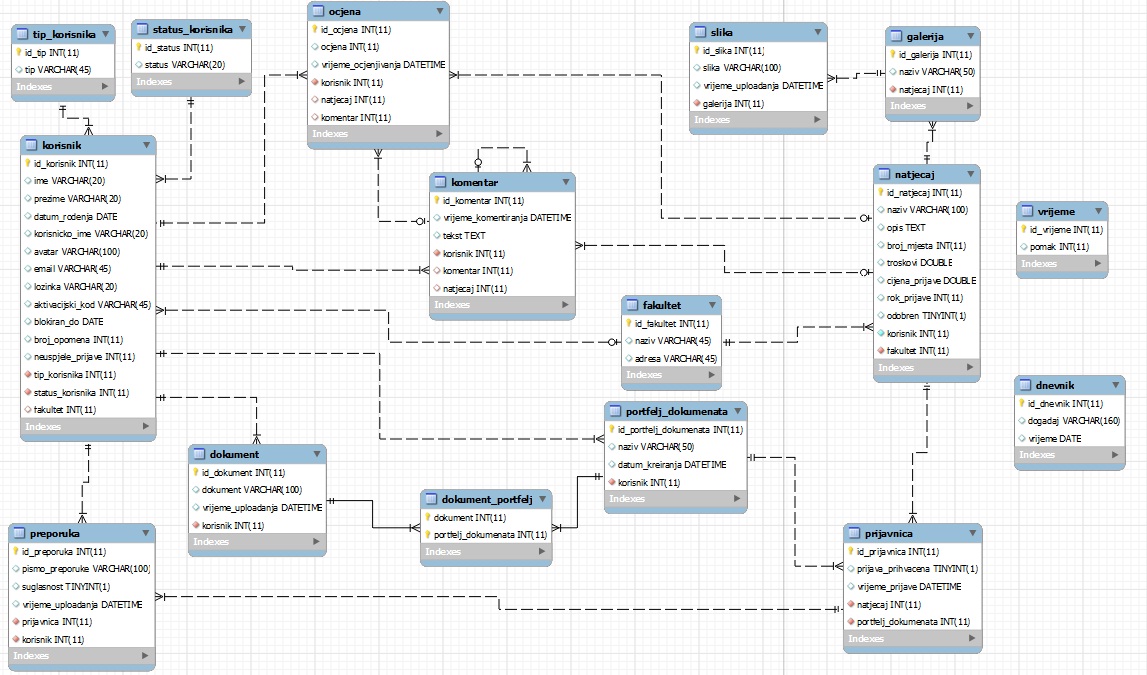 tip_korisnika
id_tip INT(11)
tip VARCHAR(45)
Indexes
status_korisnika
id_status INT(11)
status VARCHAR(20)
Indexes
ocjena
id_ocjena INT(11)
ocjena INT(11)
vrijeme_ocjenjivanja DATETIME
korisnik INT(11)
natjecaj INT(11)
komentar INT(11)
Indexes
slika
id_slika INT(11)
slika VARCHAR(100)
vrijeme_uploadanja DATETIME
galerija INT(11)
Indexes
galerija
id_galerija INT(11)
naziv VARCHAR(50)
natjecaj INT(11)
Indexes
korisnik
id_korisnik INT(11)
ime VARCHAR(20)
prezime VARCHAR(20)
datum_rodenja DATE
korisnicko_ime VARCHAR(20)
avatar VARCHAR(100)
email VARCHAR(45)
lozinka VARCHAR(20)
aktivacijski_kod VARCHAR(45)
blokiran_do DATE
broj_opomena INT(11)
neuspjele_prijave INT(11)
tip_korisnika INT(11)
status_korisnika INT(11)
fakultet INT(11)
Indexes
komentar
id_komentar INT(11)
vrijeme_komentiranja DATETIME
tekst TEXT
korisnik INT(11)
komentar INT(11)
natjecaj INT(11)
Indexes
natjecaj
id_natjecaj INT(11)
naziv VARCHAR(100)
opis TEXT
broj_mjesta INT(11)
troskovi DOUBLE
cijena_prijave DOUBLE
rok_prijave INT(11)
odobren TINYINT(1)
korisnik INT(11)
fakultet INT(11)
Indexes
vrijeme
id_vrijeme INT(11)
pomak INT(11)
Indexes
fakultet
id_fakultet INT(11)
naziv VARCHAR(45)
adresa VARCHAR(45)
Indexes
dnevnik
id_dnevnik INT(11)
dogadaj VARCHAR(160)
vrijeme DATE
Indexes
portfelj_dokumenata
id_portfelj_dokumenata INT(11)
naziv VARCHAR(50)
datum_kreiranja DATETIME
korisnik INT(11)
Indexes
dokument
id_dokument INT(11)
dokument VARCHAR(100)
vrijeme_uploadanja DATETIME
korisnik INT(11)
Indexes
dokument_portfelj
dokument INT(11)
portfelj_dokumenata INT(11)
Indexes
preporuka
id_preporuka INT(11)
pismo_preporuke VARCHAR(100)
suglasnost TINYINT(1)
vrijeme_uploadanja DATETIME
prijavnica INT(11)
korisnik INT(11)
Indexes
prijavnica
id_prijavnica INT(11)
prijava_prihvacena TINYINT(1)
vrijeme_prijave DATETIME
natjecaj INT(11)
portfelj_dokumenata INT(11)
Indexes